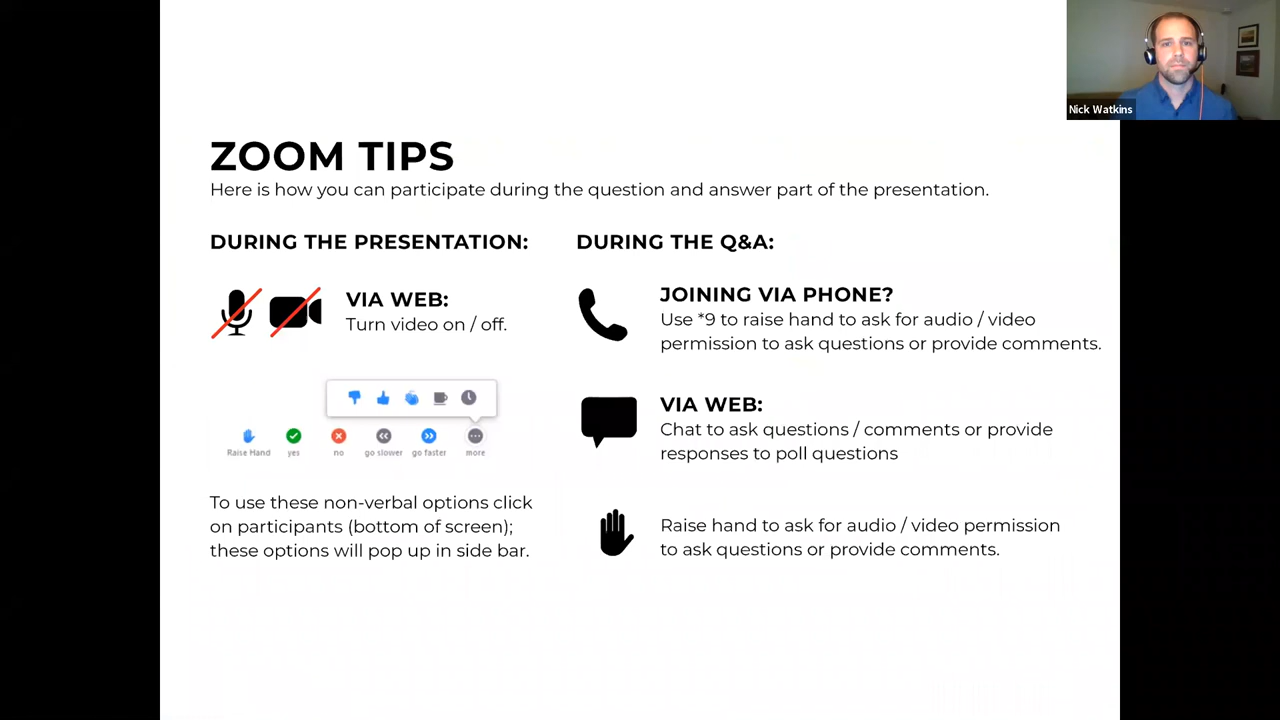 Nick Watkins
ZOOM TIPS
Here is how you can participate during the question and answer part of the presentation.
DURING THE PRESENTATION:
VIA WEB:
Turn video on / off.
Raise Hand yes no go slower go faster more
To use these non-verbal options click
on participants (bottom of screen);
these options will pop up in side bar.
DURING THE Q&A:
JOINING VIA PHONE?
Use *9 to raise hand to ask for audio / video
permission to ask questions or provide comments.
VIA WEB:
Chat to ask questions / comments or provide
responses to poll questions
Raise hand to ask for audio / video permission
to ask questions or provide comments.